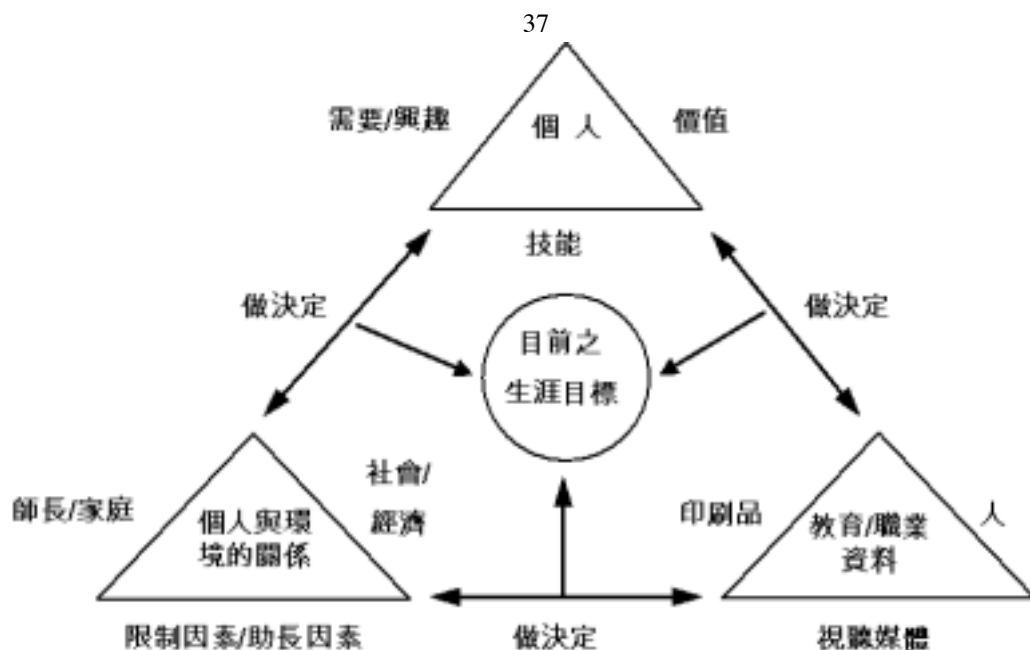 37
個 人
需要/興趣
價值
技能
做決定
做決定
目前之
生涯目標
師長/家庭
個人與環
境的關係
社會/
經濟
限制因素/助長因素
做決定
印刷品
教育/職業
資料
人
視聽媒體